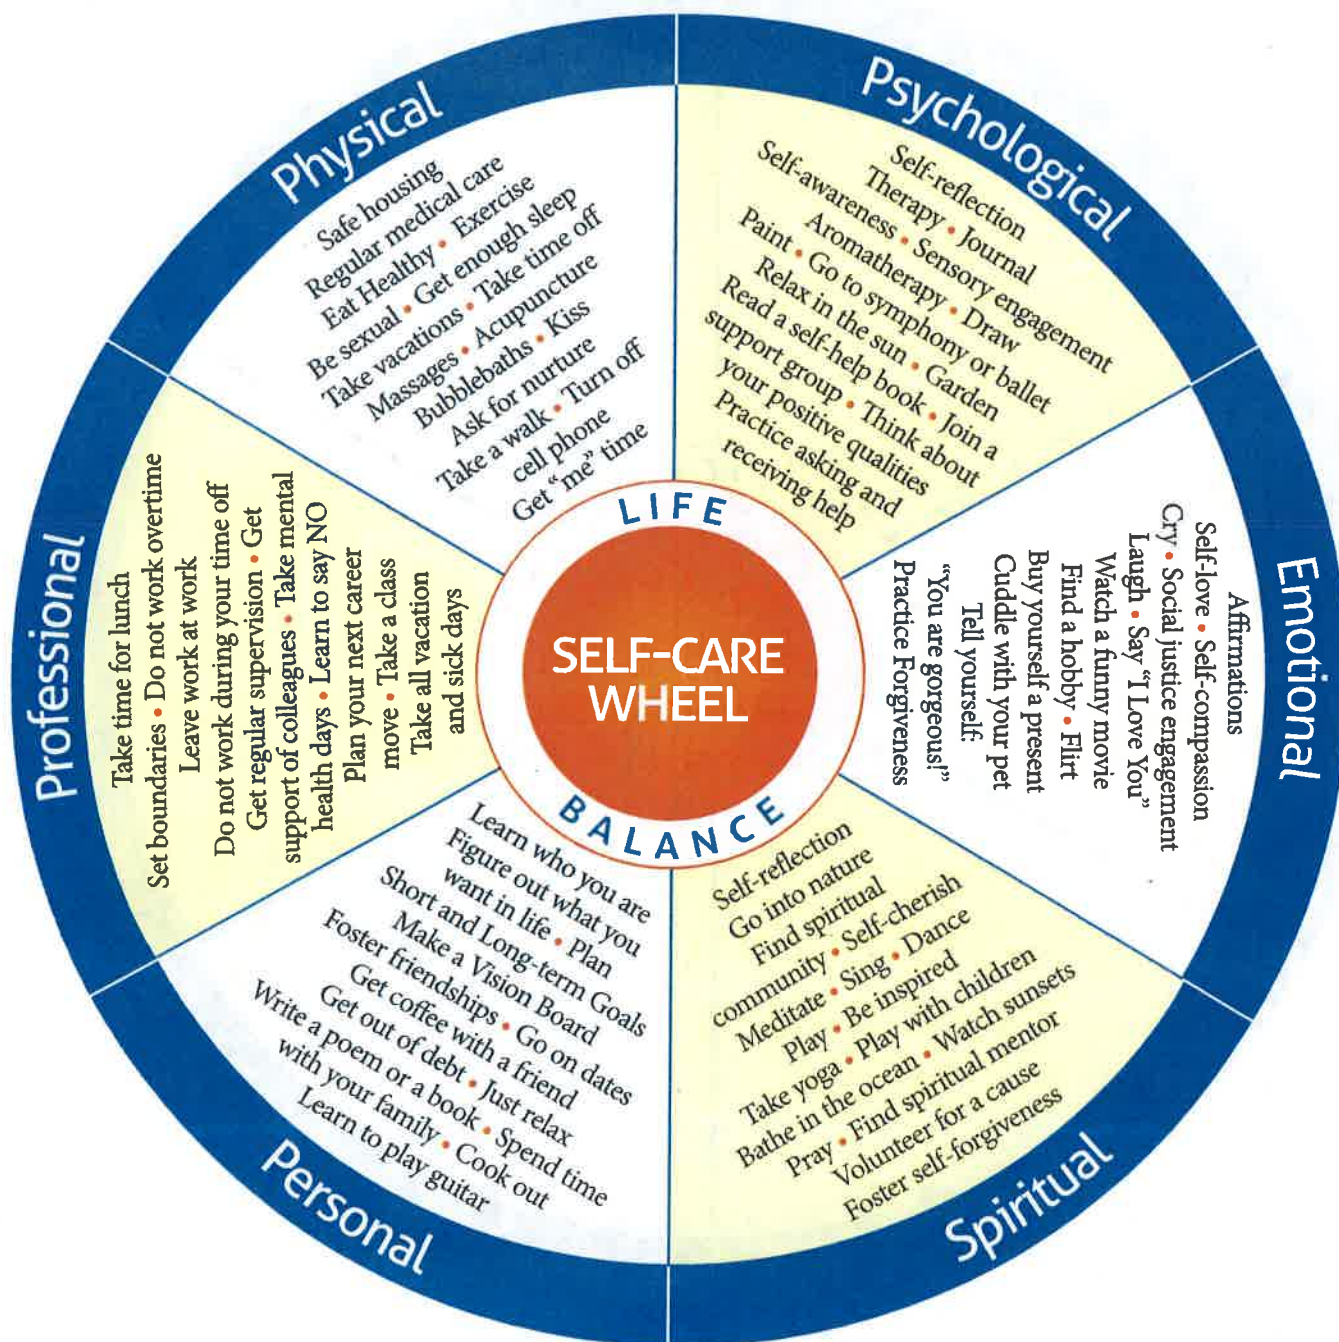 Physical
Safe housing
Regular medical care
Eat Healthy • Exercise
Be sexual • Get enough sleep
Take vacations • Take time off
Massages • Acupuncture
Bubblebaths • Kiss
Ask for nurture
Take a walk • Turn off
cell phone
Get “me” time
Psychological
Self-reflection
Therapy • Journal
Self-awareness • Sensory engagement
Aromatherapy • Draw
Paint • Go to symphony or ballet
Relax in the sun • Garden
Read a self-help book • Join a
support group • Think about
your positive qualities
Practice asking and
receiving help
Emotional
Affirmations
Self-love • Self-compassion
Cry • Social justice engagement
Laugh • Say “I Love You”
Watch a funny movie
Find a hobby • Flirt
Buy yourself a present
Cuddle with your pet
Tell yourself:
“You are gorgeous!”
Practice Forgiveness
Spiritual
Self-reflection
Go into nature
Find spiritual
community • Self-cherish
Meditate • Sing • Dance
Play • Be inspired
Take yoga • Play with children
Bathe in the ocean • Watch sunsets
Pray • Find spiritual mentor
Volunteer for a cause
Foster self-forgiveness
Personal
Learn who you are
Figure out what you
want in life • Plan
Short and Long-term Goals
Make a Vision Board
Foster friendships • Go on dates
Get coffee with a friend
Get out of debt • Just relax
Write a poem or a book • Spend time
with your family • Cook out
Learn to play guitar
Professional
Take time for lunch
Set boundaries • Do not work overtime
Leave work at work
Do not work during your time off
Get regular supervision • Get
support of colleagues • Take mental
health days • Learn to say NO
Plan your next career
move • Take a class
Take all vacation
and sick days
LIFE
SELF-CARE
WHEEL
BALANCE